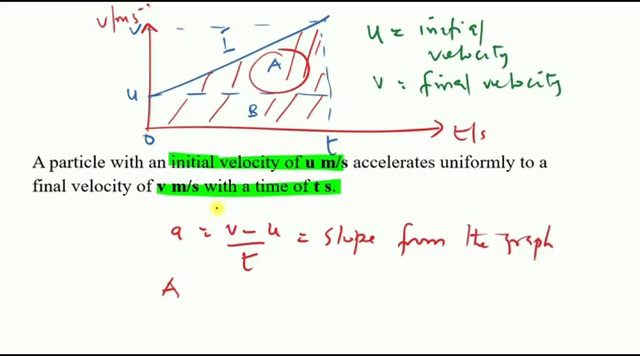 v/ms⁻¹
v
I
A
u
B
0
t
t/s
u = initial
velocity
v = final velocity
A particle with an initial velocity of u m/s accelerates uniformly to a
final velocity of v m/s with a time of t s.
a = v - u / t = slope from the graph
A